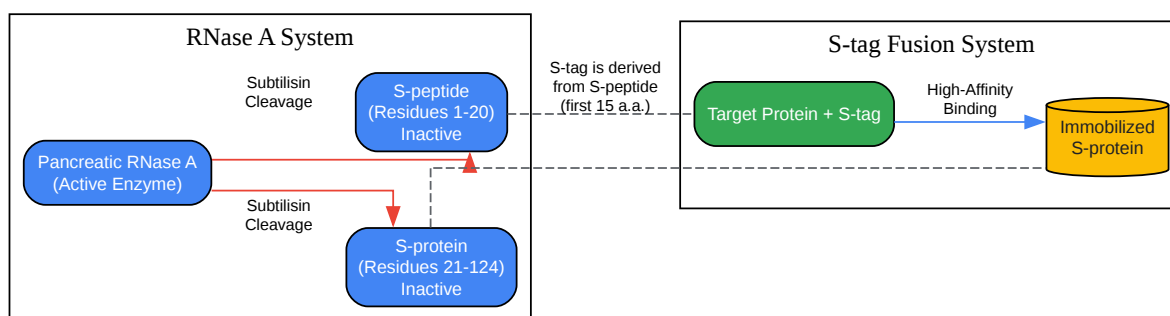 RNase A System
Subtilisin
Cleavage
S-peptide
(Residues 1-20)
Inactive
Pancreatic RNase A
(Active Enzyme)
Subtilisin
Cleavage
S-protein
(Residues 21-124)
Inactive
S-tag is derived
from S-peptide
(first 15 a.a.)
S-tag Fusion System
Target Protein + S-tag
High-Affinity
Binding
Immobilized
S-protein